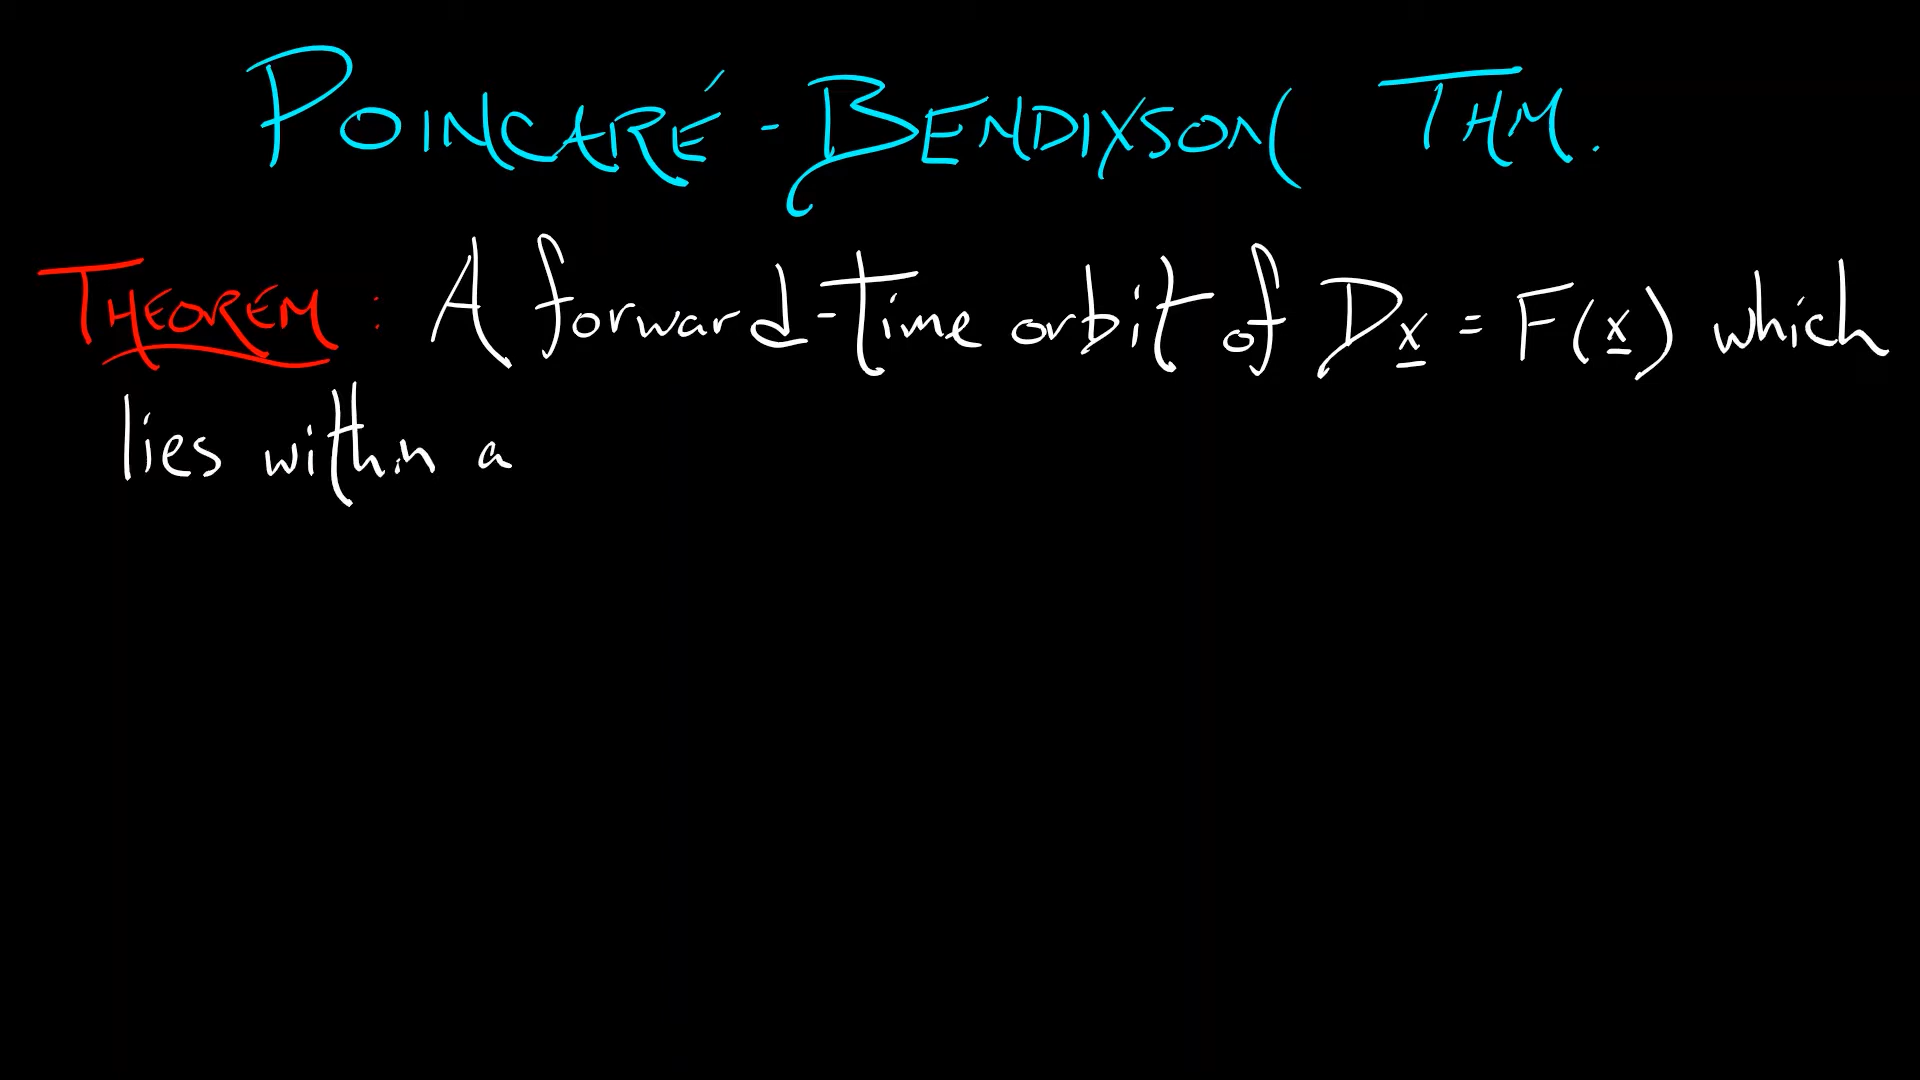 POINCARÉ-BENDIXSON THM.
THEOREM: A forward-time orbit of Dx = F(x) which
lies within a